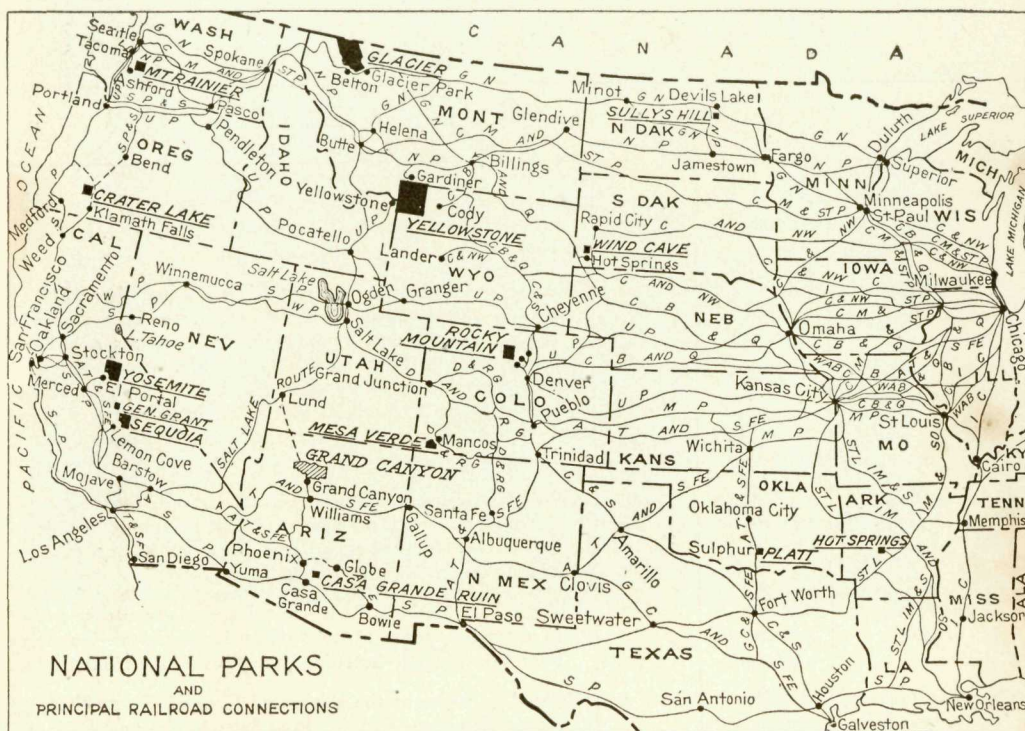 WASH
C A N A D A
Seattle
Tacoma
Spokane
GLACIER
MT RAINIER
Ashford
Belton
Glacier Park
MONT
Minot
Devils Lake
SULLYS HILL
N DAK
Duluth
LAKE SUPERIOR
Portland
Pasco
Pendleton
IDAHO
Helena
Glendive
Butte
Billings
Jamestown
Fargo
Superior
MICH
OCEAN
OREG
Bend
MINN
Gardiner
Yellowstone
Cody
YELLOWSTONE
S DAK
Rapid City
Minneapolis
St Paul
WIS
LAKE MICHIGAN
CRATER LAKE
Klamath Falls
Medford
Weed
CAL
Pocatello
Lander
WYO
WIND CAVE
Hot Springs
IOWA
Milwaukee
Salt Lake
Winnemucca
Ogden
Granger
Cheyenne
NEB
Omaha
Chicago
San Francisco
Oakland
Sacramento
Reno
L. Tahoe
NEV
Salt Lake
UTAH
ROCKY
MOUNTAIN
Denver
Stockton
YOSEMITE
El Portal
Merced
GEN. GRANT
SEQUOIA
Lemon Cove
SALT LAKE ROUTE
Lund
Grand Junction
COLO
Pueblo
Kansas City
ILL
St Louis
MO
MESA VERDE
Mancos
Trinidad
KANS
Wichita
KY
Cairo
GRAND CANYON
Grand Canyon
Barstow
Mojave
Williams
Santa Fe
OKLA
Oklahoma City
ARK
TENN
Memphis
Los Angeles
ARIZ
Gallup
Albuquerque
Amarillo
Sulphur
PLATT
HOT SPRINGS
San Diego
Yuma
Phoenix
Globe
CASA GRANDE RUIN
Casa
Grande
N MEX
Clovis
MISS
ALA
Bowie
El Paso
Sweetwater
Fort Worth
Jackson
TEXAS
LA
PACIFIC
San Antonio
Houston
Galveston
New Orleans
NATIONAL PARKS
AND
PRINCIPAL RAILROAD CONNECTIONS